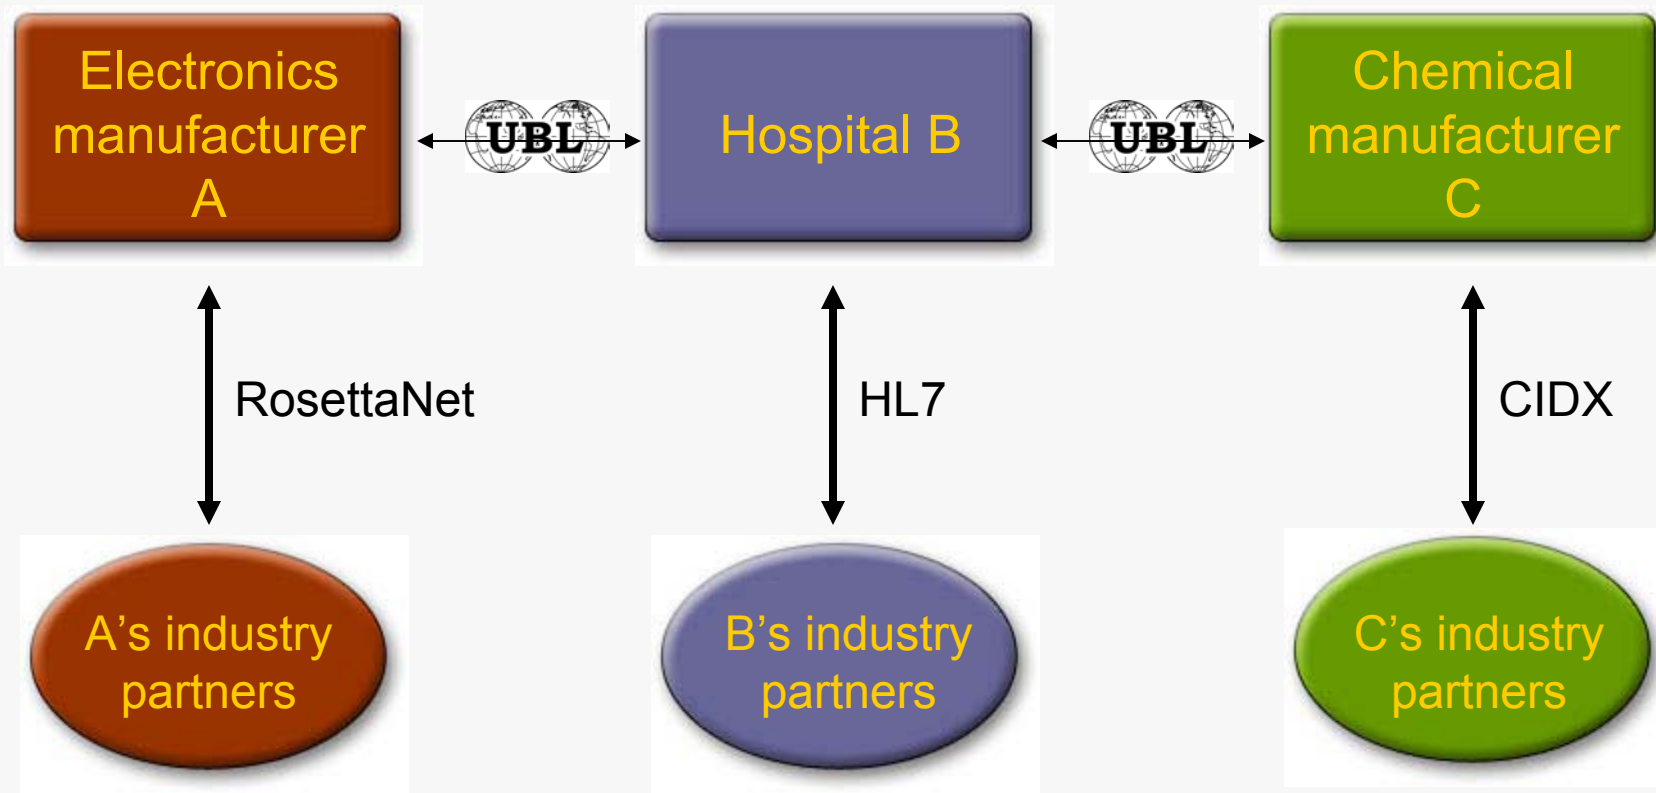 Electronics
manufacturer
A
UBL
Hospital B
UBL
Chemical
manufacturer
C
RosettaNet
HL7
CIDX
A’s industry
partners
B’s industry
partners
C’s industry
partners